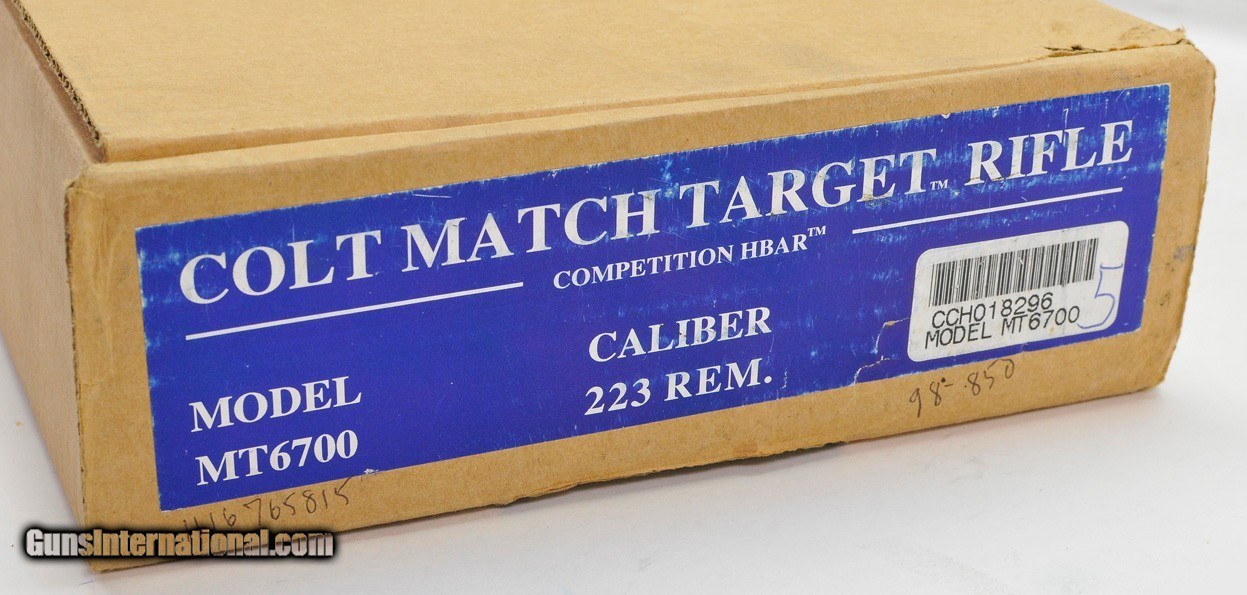 COLT MATCH TARGET™ RIFLE
COMPETITION HBAR™
CALIBER
223 REM.
MODEL
MT6700
CCH018296
MODEL MT6700
5
98-.850
765815
GunsInternational.com